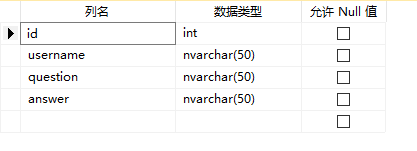 列名 数据类型 允许 Null 值
id int
username nvarchar(50)
question nvarchar(50)
answer nvarchar(50)